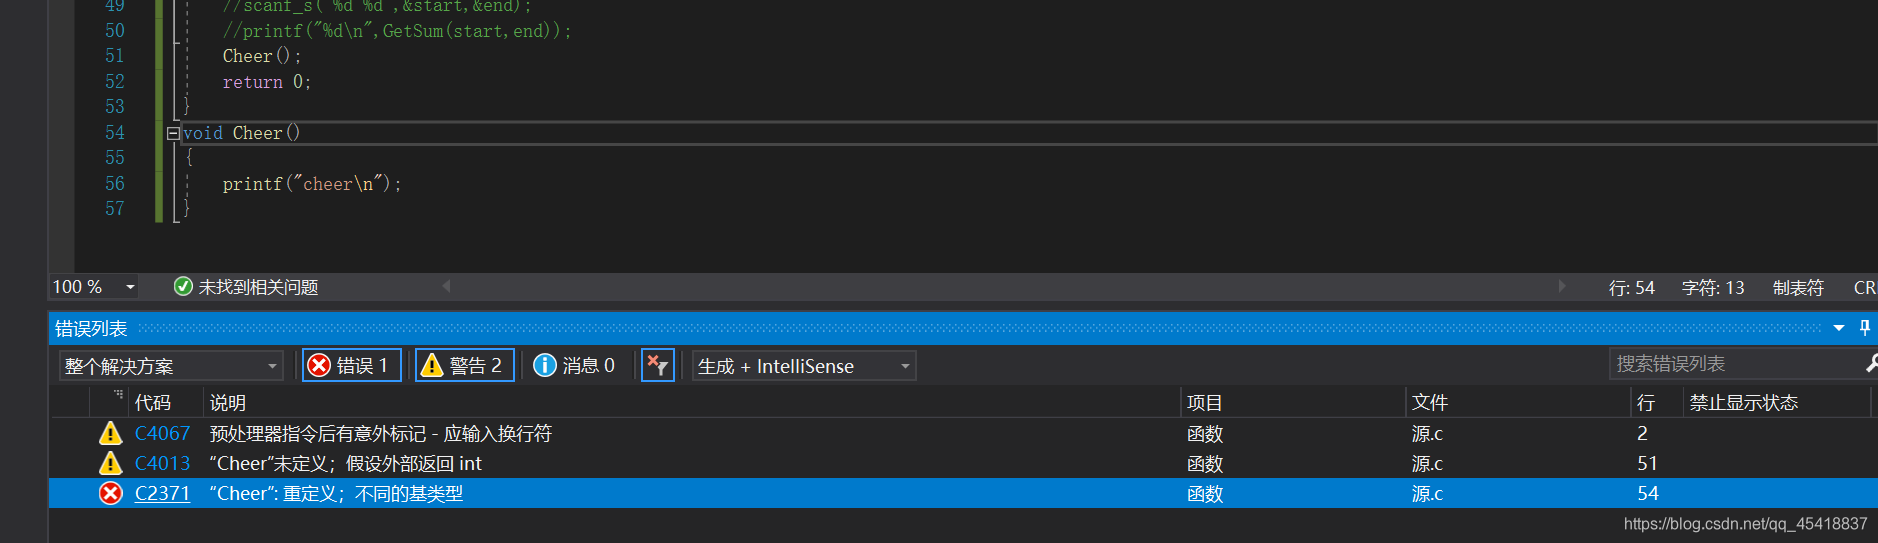 49 //scanf_s("%d %d",&start,&end);
50 //printf("%d\n",GetSum(start,end));
51 Cheer();
52 return 0;
53 }
54 void Cheer()
55 {
56 printf("cheer\n");
57 }
100 % 未找到相关问题 行: 54 字符: 13 制表符 CR
错误列表
整个解决方案 错误 1 警告 2 消息 0 生成 + IntelliSense 搜索错误列表
代码 说明 项目 文件 行 禁止显示状态
C4067 预处理器指令后有意外标记 - 应输入换行符 函数 源.c 2
C4013 “Cheer”未定义；假设外部返回 int 函数 源.c 51
C2371 “Cheer”: 重定义；不同的基类型 函数 源.c 54
https://blog.csdn.net/qq_45418837